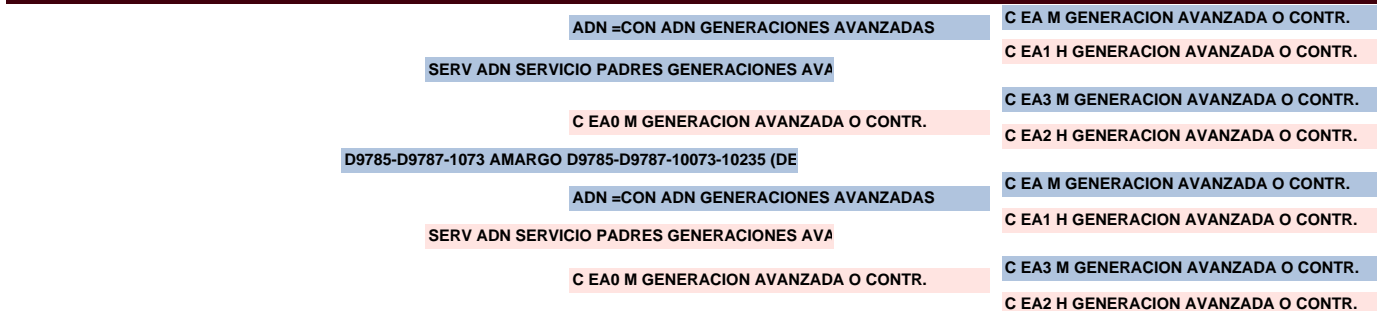 C EA M GENERACION AVANZADA O CONTR.
ADN =CON ADN GENERACIONES AVANZADAS
C EA1 H GENERACION AVANZADA O CONTR.
SERV ADN SERVICIO PADRES GENERACIONES AVA
C EA3 M GENERACION AVANZADA O CONTR.
C EA0 M GENERACION AVANZADA O CONTR.
C EA2 H GENERACION AVANZADA O CONTR.
D9785-D9787-1073 AMARGO D9785-D9787-10073-10235 (DE
C EA M GENERACION AVANZADA O CONTR.
ADN =CON ADN GENERACIONES AVANZADAS
C EA1 H GENERACION AVANZADA O CONTR.
SERV ADN SERVICIO PADRES GENERACIONES AVA
C EA3 M GENERACION AVANZADA O CONTR.
C EA0 M GENERACION AVANZADA O CONTR.
C EA2 H GENERACION AVANZADA O CONTR.